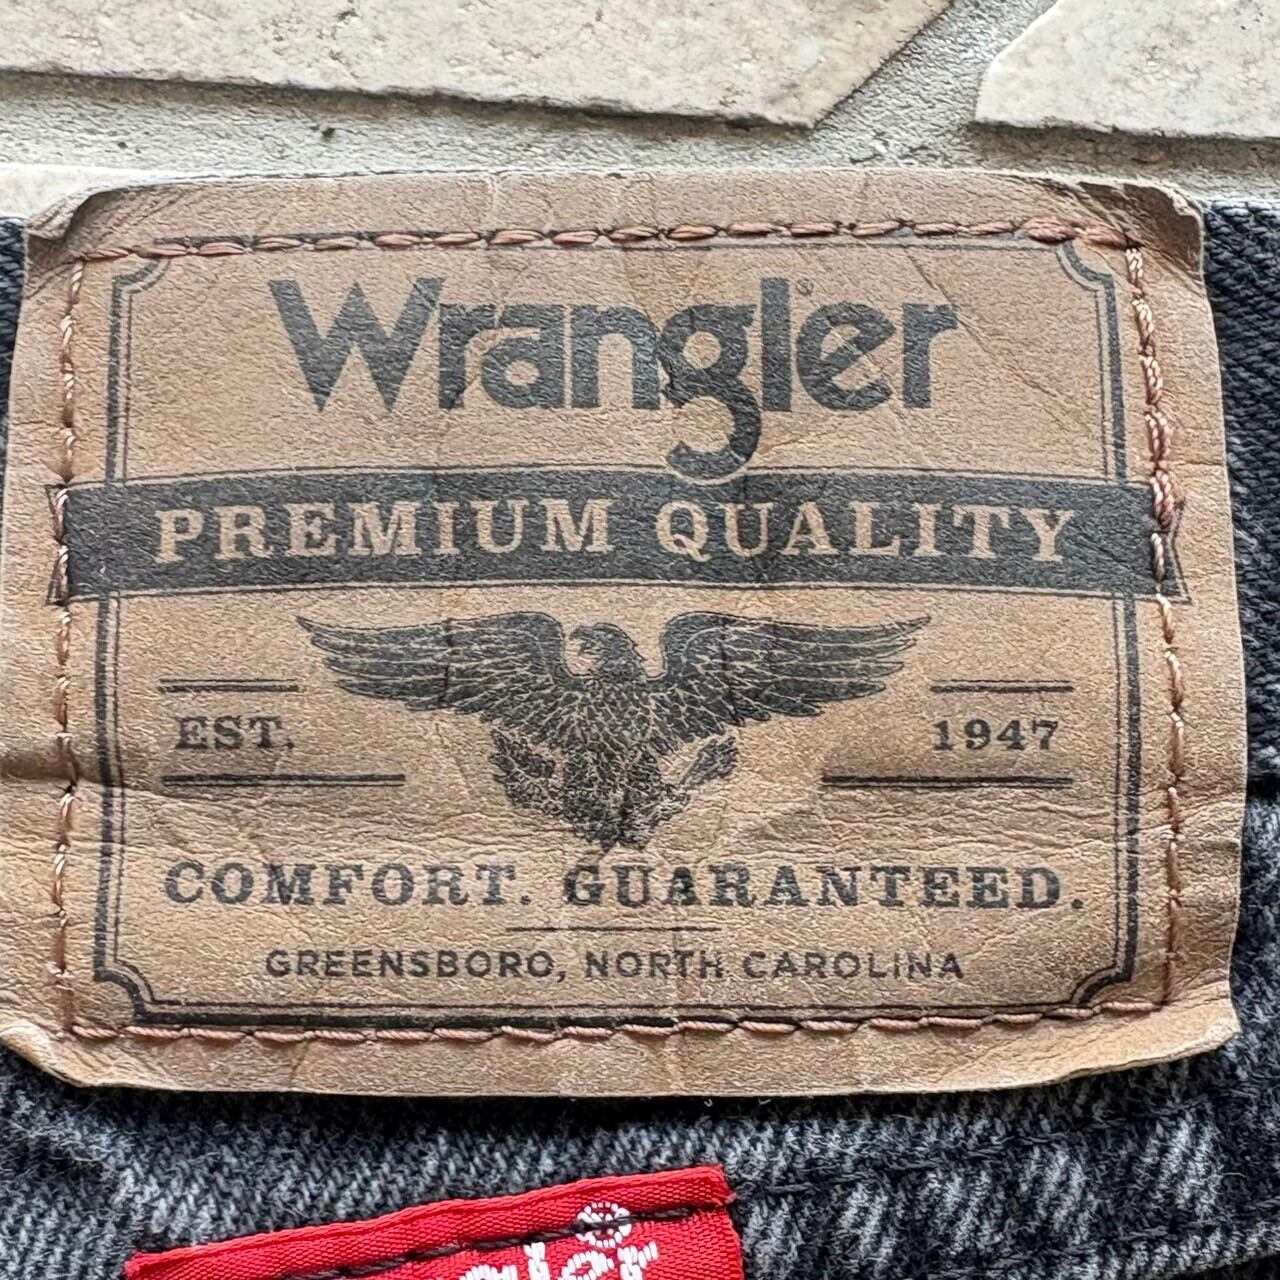 Wrangler®
PREMIUM QUALITY
EST. 1947
COMFORT. GUARANTEED.
GREENSBORO, NORTH CAROLINA